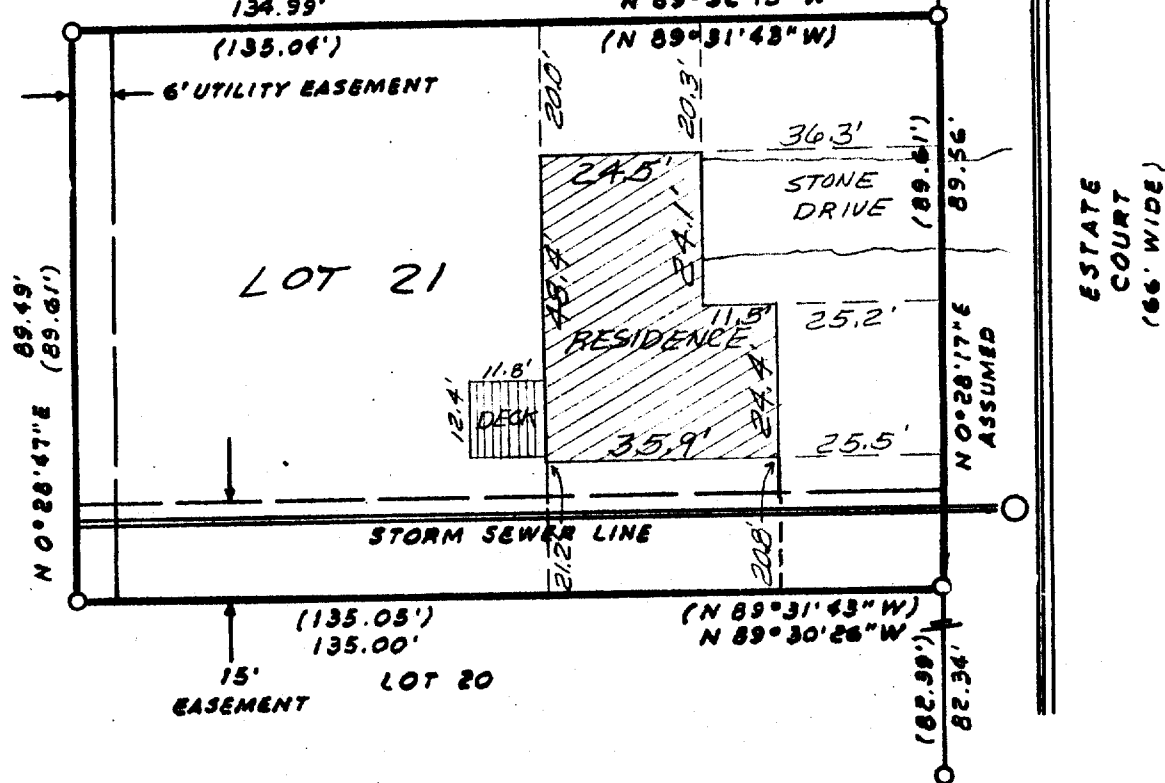 134.99'
(135.04')
(N 89°31'43"W)
6' UTILITY EASEMENT
20.0'
20.3'
36.3'
24.5'
STONE
DRIVE
(89.61')
89.56'
ESTATE
COURT
(66' WIDE)
24.1'
LOT 21
48.4'
89.49'
(89.61')
11.5'
25.2'
RESIDENCE
N 0°28'17"E
ASSUMED
11.8'
12.4'
DECK
24.4'
35.9'
25.5'
N 0°28'47"E
STORM SEWER LINE
21.2'
20.8'
(135.05')
135.00'
(N 89°31'43"W)
N 89°30'26"W
15'
EASEMENT
LOT 20
(82.39')
82.34'